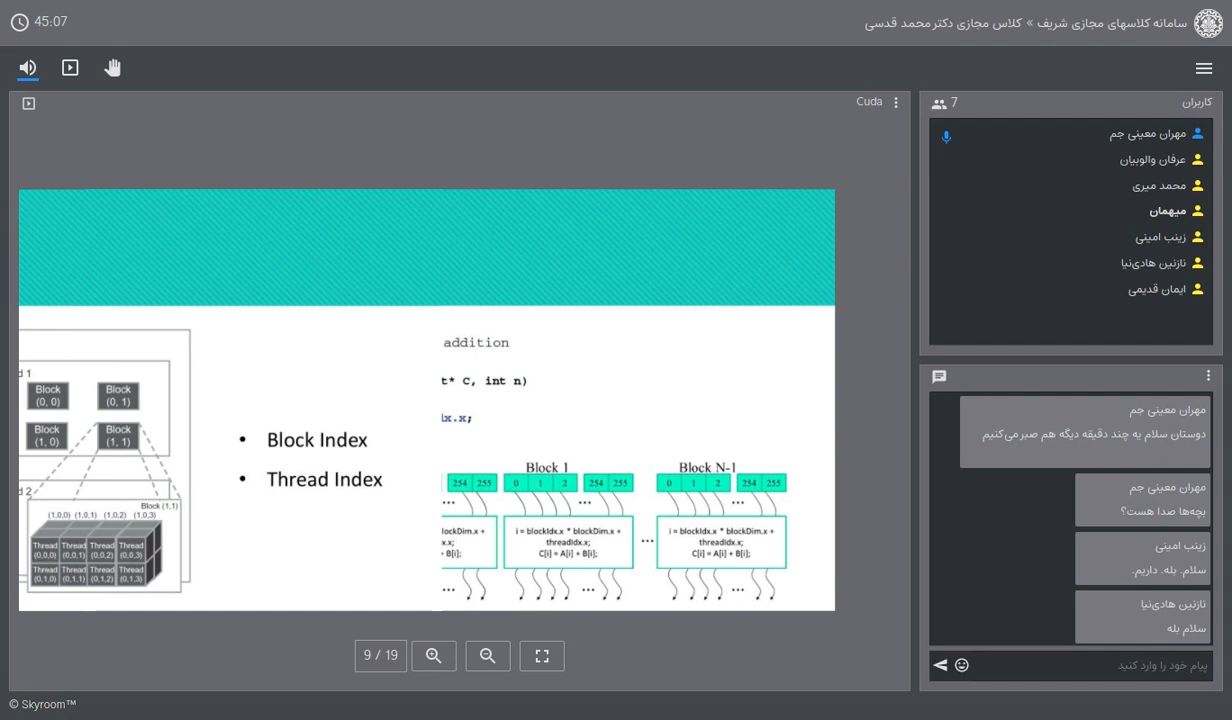 45:07
سامانه کلاسهای مجازی شریف » کلاس مجازی دکتر محمد قدسی
Cuda
addition
t* C, int n)
dx.x;
d 1
Block (0, 0)
Block (0, 1)
Block (1, 0)
Block (1, 1)
d 2
Block (1,1)
(1,0,0) (1,0,1) (1,0,2) (1,0,3)
Thread (0,0,0) Thread (0,0,1) Thread (0,0,2) Thread (0,0,3)
Thread (0,1,0) Thread (0,1,1) Thread (0,1,2) Thread (0,1,3)
• Block Index
• Thread Index
Block 1
Block N-1
254 255
0 1 2 ... 254 255
0 1 2 ... 254 255
lockDim.x +
x.x;
B[i];
i = blockIdx.x * blockDim.x +
threadIdx.x;
C[i] = A[i] + B[i];
...
i = blockIdx.x * blockDim.x +
threadIdx.x;
C[i] = A[i] + B[i];
9 / 19
کاربران
7
مهران معینی جم
عرفان والوبیان
محمد میری
میهمان
زینب امینی
نازنین هادی‌نیا
ایمان قدیمی
مهران معینی جم
دوستان سلام یه چند دقیقه دیگه هم صبر می‌کنیم
مهران معینی جم
بچه‌ها صدا هست؟
زینب امینی
سلام. بله. داریم.
نازنین هادی‌نیا
سلام بله
پیام خود را وارد کنید
© Skyroom™